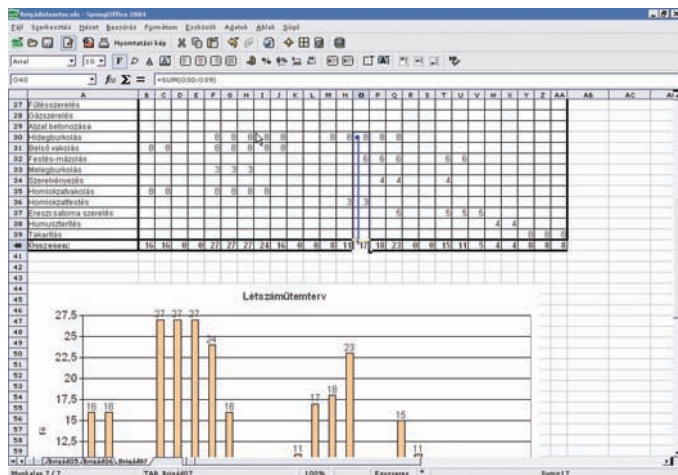 Brigádütemterv.xls - SpringOffice 2004
Fájl Szerkesztés Nézet Beszúrás Formátum Eszközök Adatok Ablak Súgó
Nyomtatási kép
Arial 10 F D A
O40 fx Σ = =SUM(O30:O39)
A B C D E F G H I J K L M N O P Q R S T U V W X Y Z AA AB AC
27 Fűtésszerelés
28 Gázszerelés
29 Aljzat betonozása
30 Hidegburkolás 8 8 8 8 8 8 8 8 8 8
31 Belső vakolás 8 8 8 8 8 8 8
32 Festés-mázolás 6 6 6 6 6
33 Melegburkolás 3 3 3
34 Szerelvényezés 4 4 4
35 Homlokzatvakolás 8 8 8 8 8 8
36 Homlokzatfestés 3 3
37 Ereszcsatorna-szerelés 5 5 5 5
38 Humuszterítés 4 4
39 Takarítás 8 8 8
40 Összesen: 16 16 0 0 27 27 27 24 16 0 0 8 11 17 18 23 0 0 15 11 5 4 4 8 8 8
41
42
43
44
45
46
47
48
49
50
51
52
53
54
55
56
57
58
59
Létszámütemterv
27,5
25
22,5
20
17,5
15
12,5
Fő
16 16 27 27 27 24 16 11 17 18 23 15 11
Brigád05 Brigád06 Brigád07
Munkalap 7 / 7 TAB_Brigád07 100% Egyszeres * Sum=17